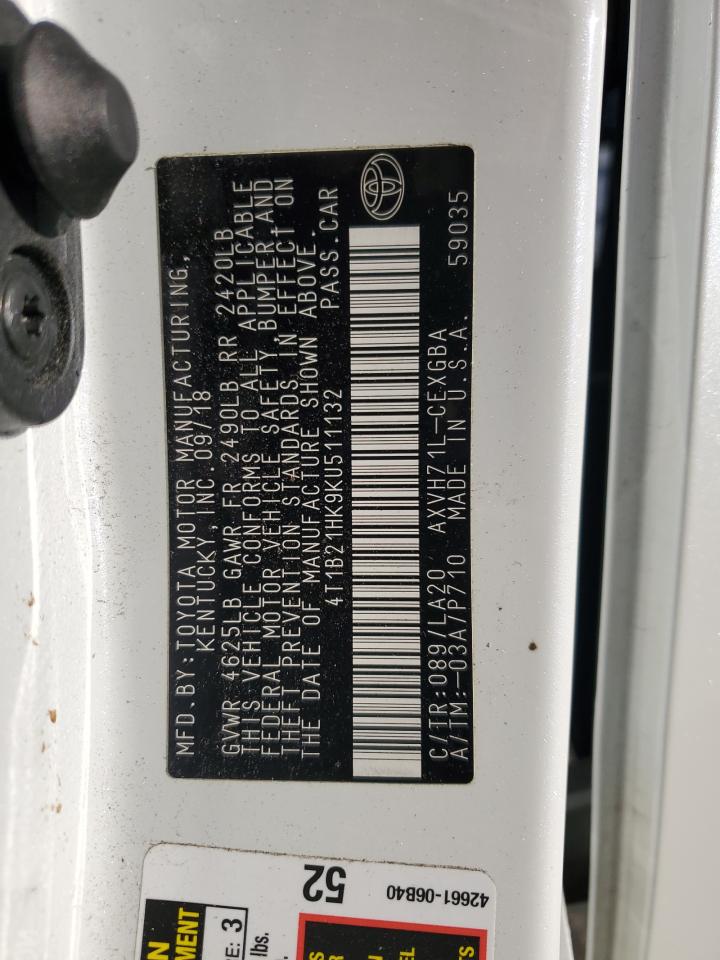 MFD.BY:TOYOTA MOTOR MANUFACTURING,
KENTUCKY, INC.09/18
GVWR 4625LB GAWR FR 2490LB RR 2420LB
THIS VEHICLE CONFORMS TO ALL APPLICABLE
FEDERAL MOTOR VEHICLE SAFETY, BUMPER AND
THEFT PREVENTION STANDARDS IN EFFECT ON
THE DATE OF MANUFACTURE SHOWN ABOVE.
4T1B21HK9KU511132 PASS.CAR
C/TR:089/LA20 AXVH71L-CEXGBA 59035
A/TM:-03A/P710 MADE IN U.S.A.
52
42661-06B40
3
lbs.